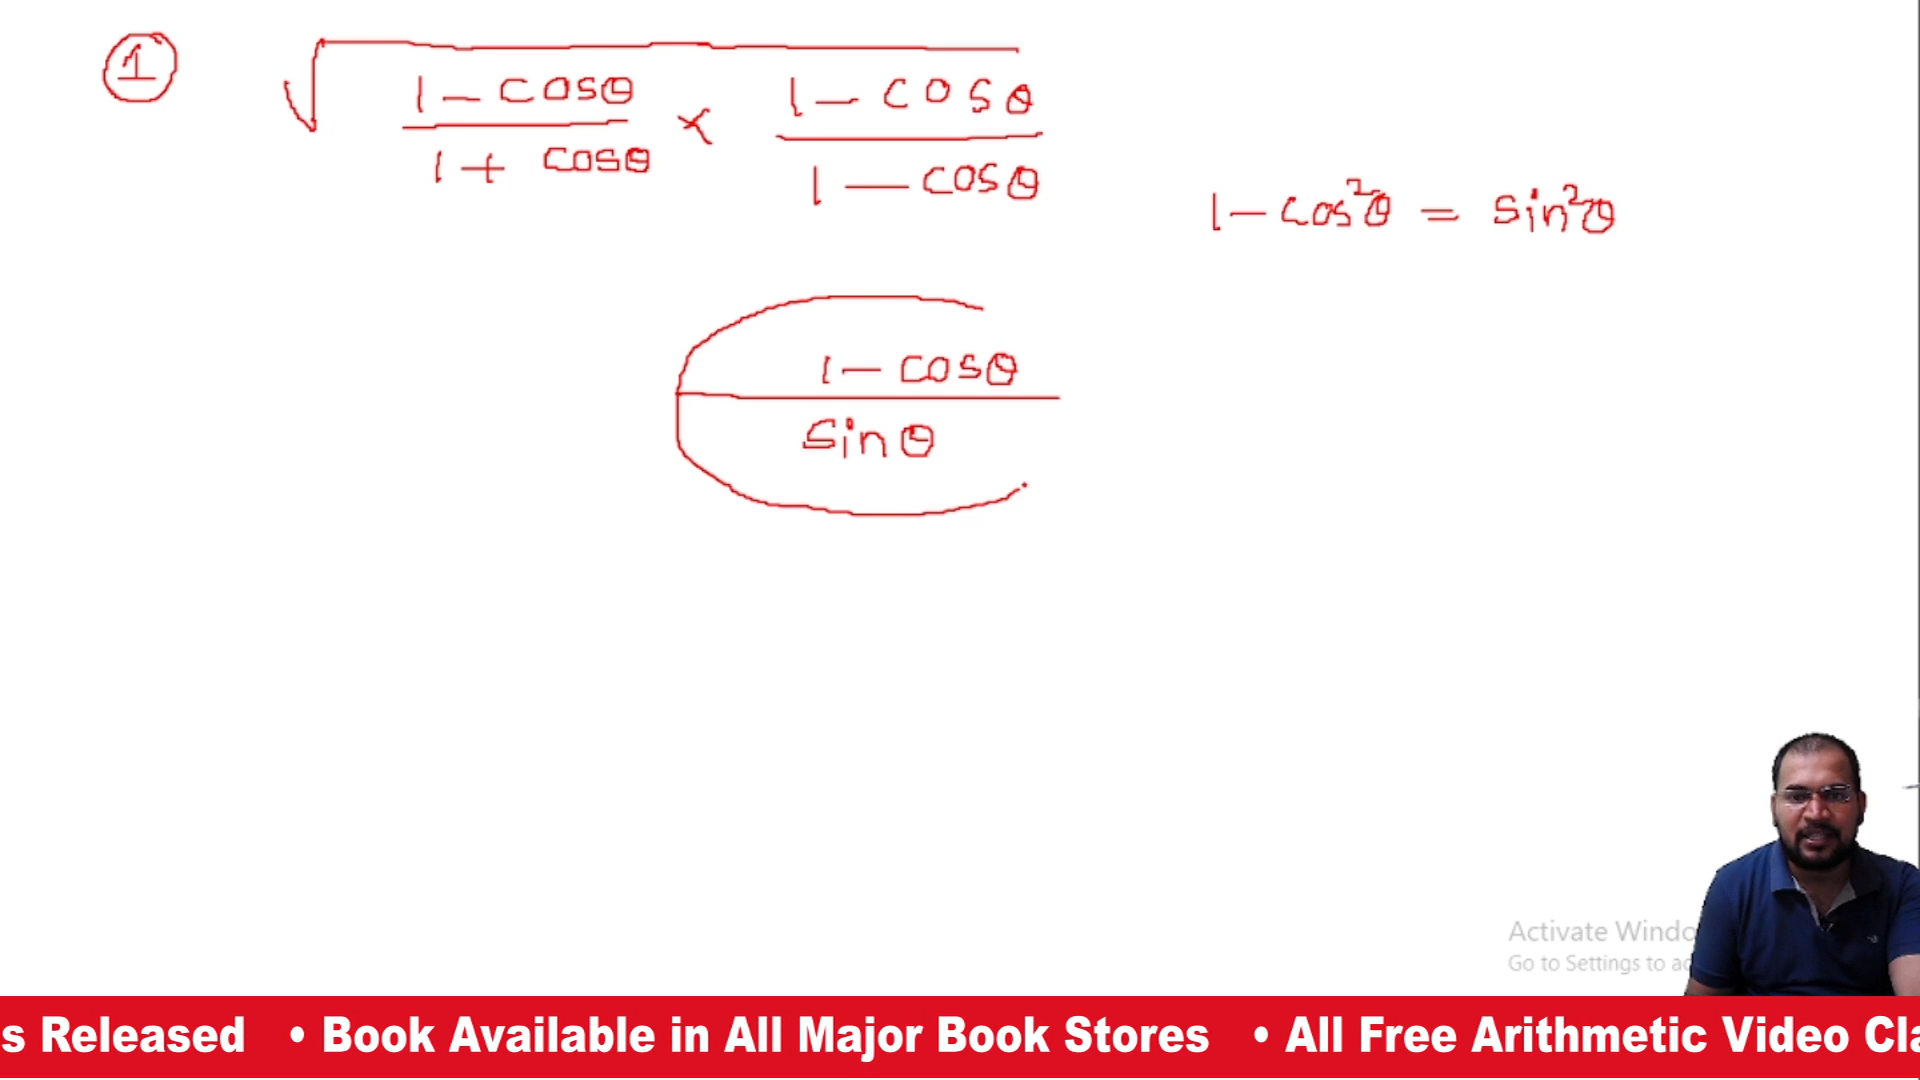 1
√ 1 - cosθ / 1 + cosθ × 1 - cosθ / 1 - cosθ
1 - cos²θ = sin²θ
1 - cosθ
sinθ
Activate Windo
Go to Settings to ac
s Released • Book Available in All Major Book Stores • All Free Arithmetic Video Cla